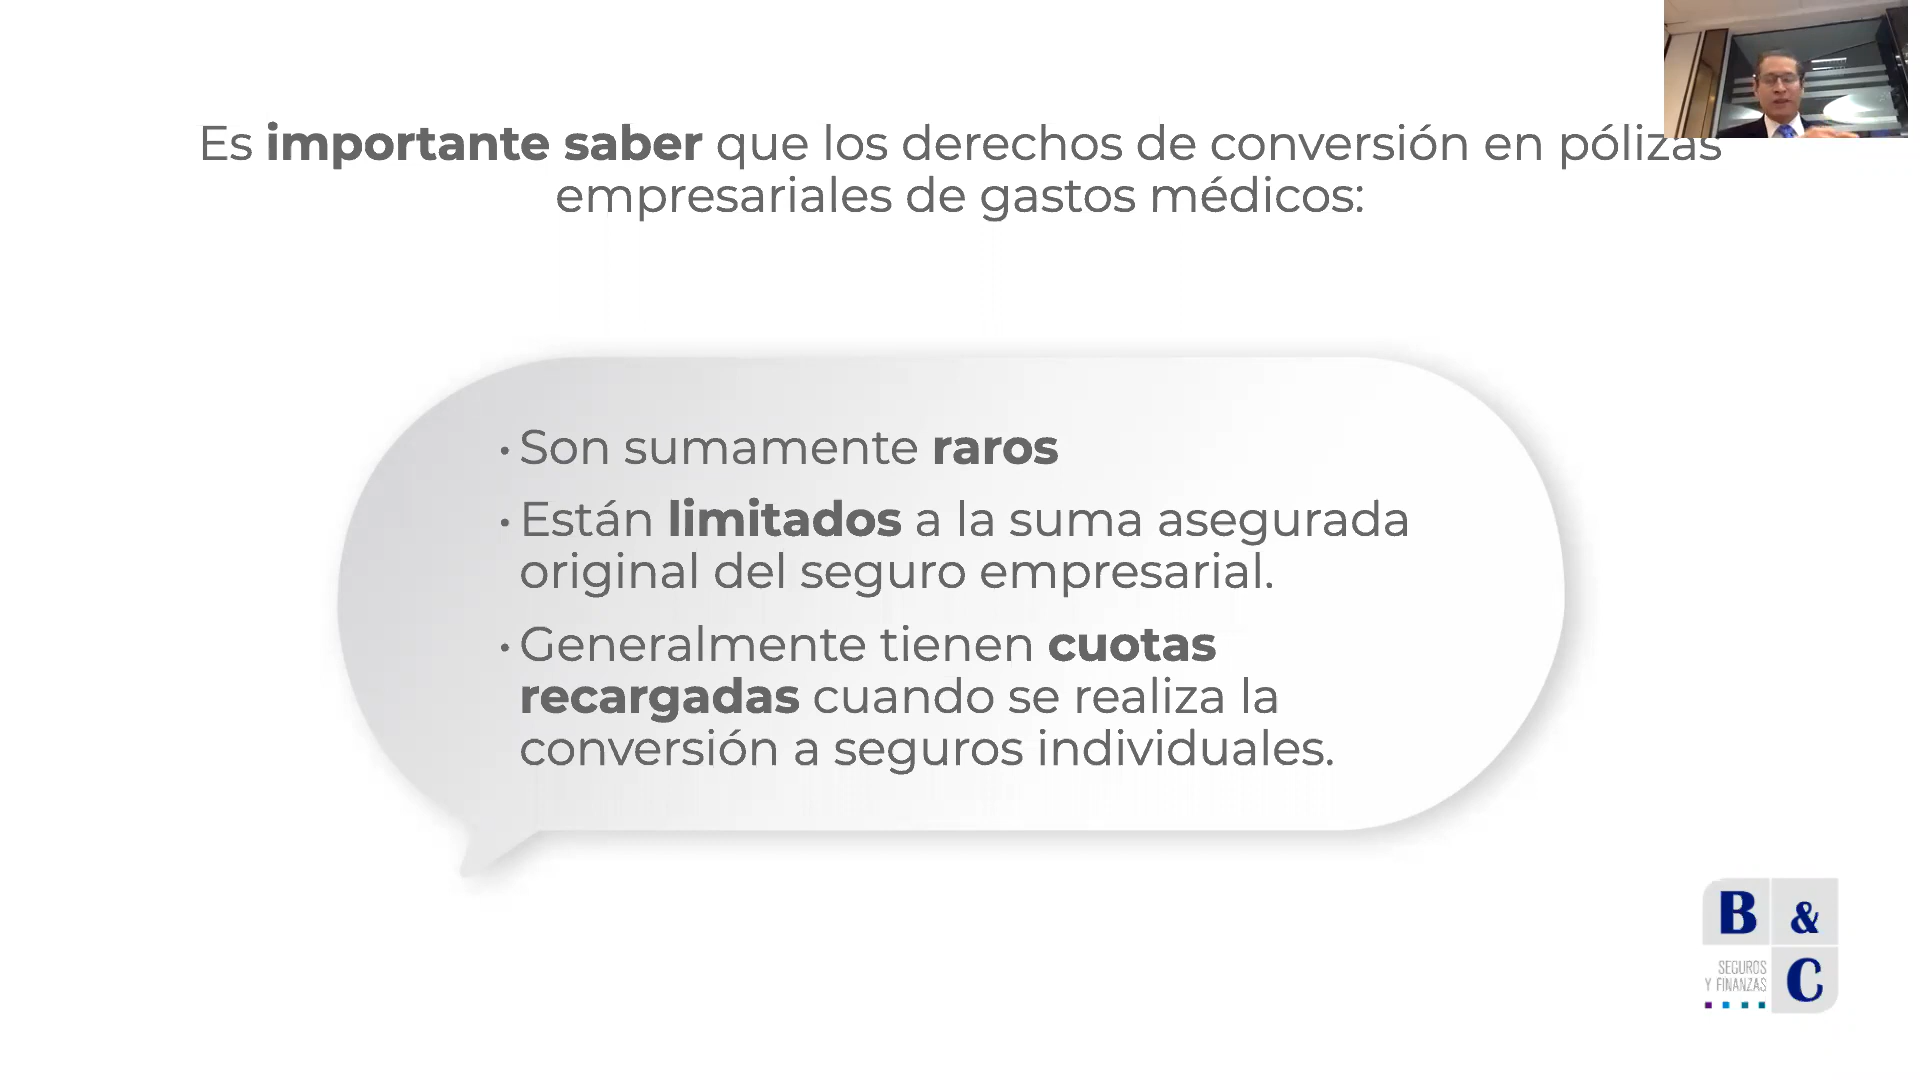 Es importante saber que los derechos de conversión en pólizas
empresariales de gastos médicos:
• Son sumamente raros
• Están limitados a la suma asegurada
original del seguro empresarial.
• Generalmente tienen cuotas
recargadas cuando se realiza la
conversión a seguros individuales.
B &
SEGUROS
Y FINANZAS
C